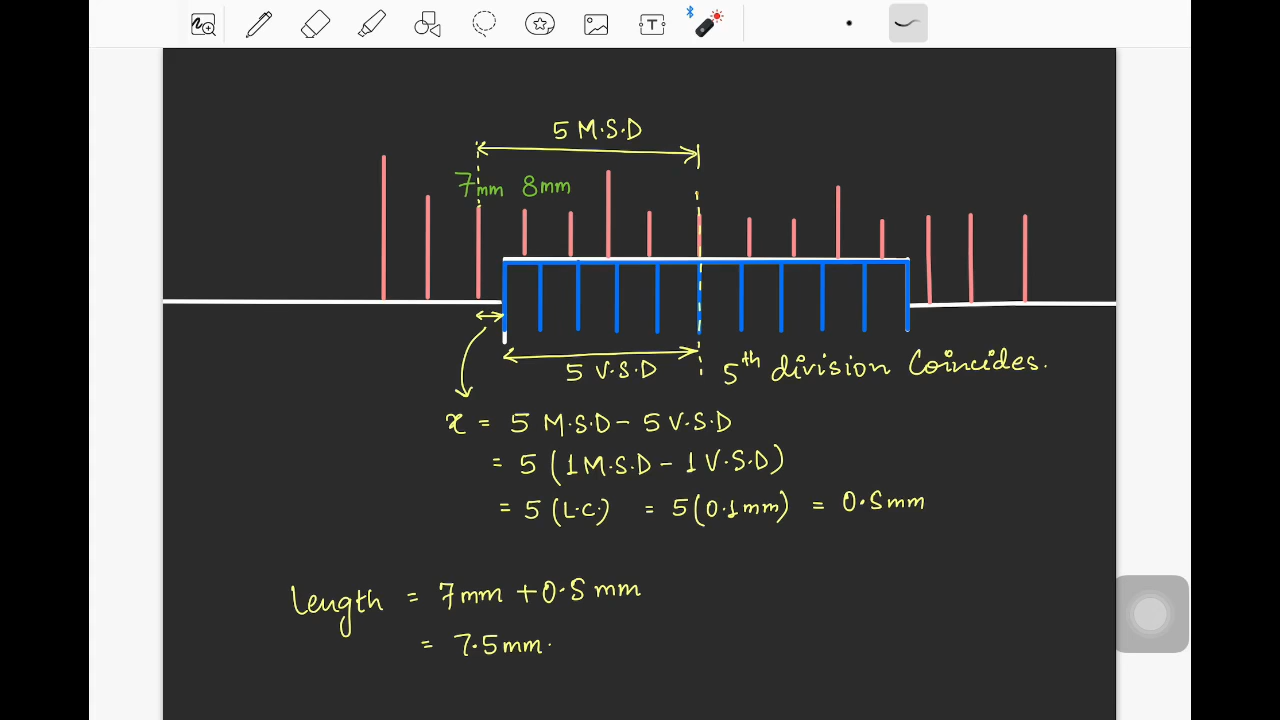 5 M.S.D
7mm 8mm
5 V.S.D
5th division Coincides.
x = 5 M.S.D - 5 V.S.D
= 5 (1 M.S.D - 1 V.S.D)
= 5 (L.C.) = 5 (0.1mm) = 0.5mm
length = 7mm + 0.5 mm
= 7.5mm.